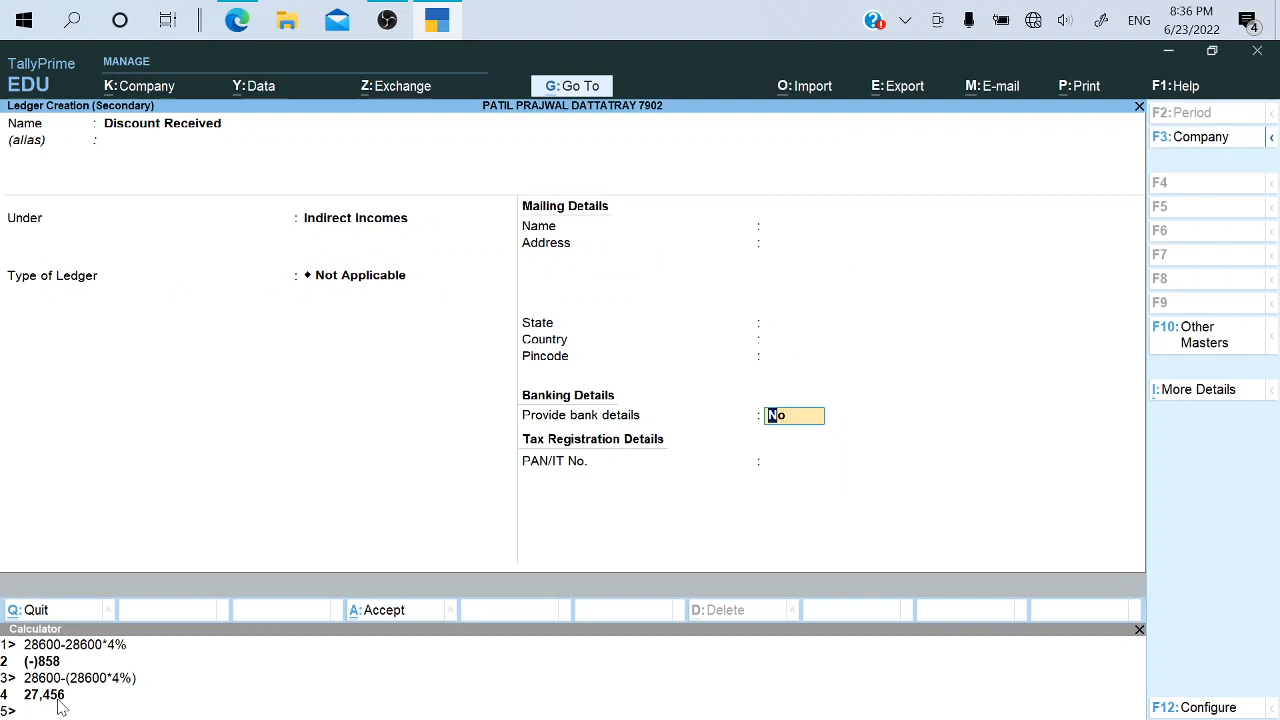 8:36 PM
ENG
6/23/2022
4
TallyPrime
MANAGE
EDU
K:Company
Y:Data
Z:Exchange
G:Go To
O:Import
E:Export
M:E-mail
P:Print
F1:Help
Ledger Creation (Secondary)
PATIL PRAJWAL DATTATRAY 7902
Name : Discount Received
(alias) :
Under : Indirect Incomes
Type of Ledger : ♦ Not Applicable
Mailing Details
Name :
Address :
State :
Country :
Pincode :
Banking Details
Provide bank details : No
Tax Registration Details
PAN/IT No. :
F2:Period
F3:Company
F4
F5
F6
F7
F8
F9
F10:Other
Masters
I:More Details
F12:Configure
Q:Quit
A:Accept
D:Delete
Calculator
1> 28600-28600*4%
2 (-)858
3> 28600-(28600*4%)
4 27,456
5>